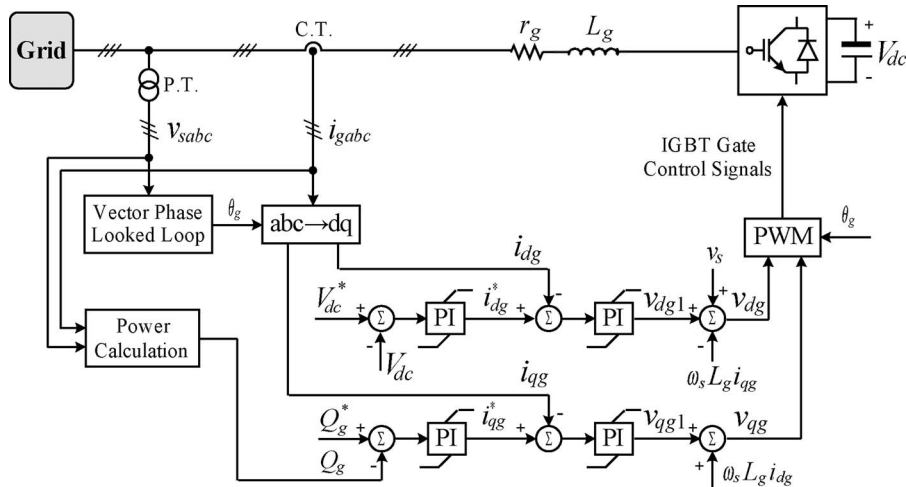 Grid
C.T.
r_g
L_g
+
V_dc
-
P.T.
v_sabc
i_gabc
IGBT Gate
Control Signals
Vector Phase
Looked Loop
θ_g
abc→dq
PWM
θ_g
i_dg
v_s
V_dc^*
+
Σ
-
V_dc
PI
i_dg^*
+
Σ
-
PI
v_dg1
+
Σ
+
-
v_dg
ω_s L_g i_qg
Power
Calculation
i_qg
Q_g^*
+
Σ
-
Q_g
PI
i_qg^*
+
Σ
-
PI
v_qg1
+
Σ
+
v_qg
ω_s L_g i_dg